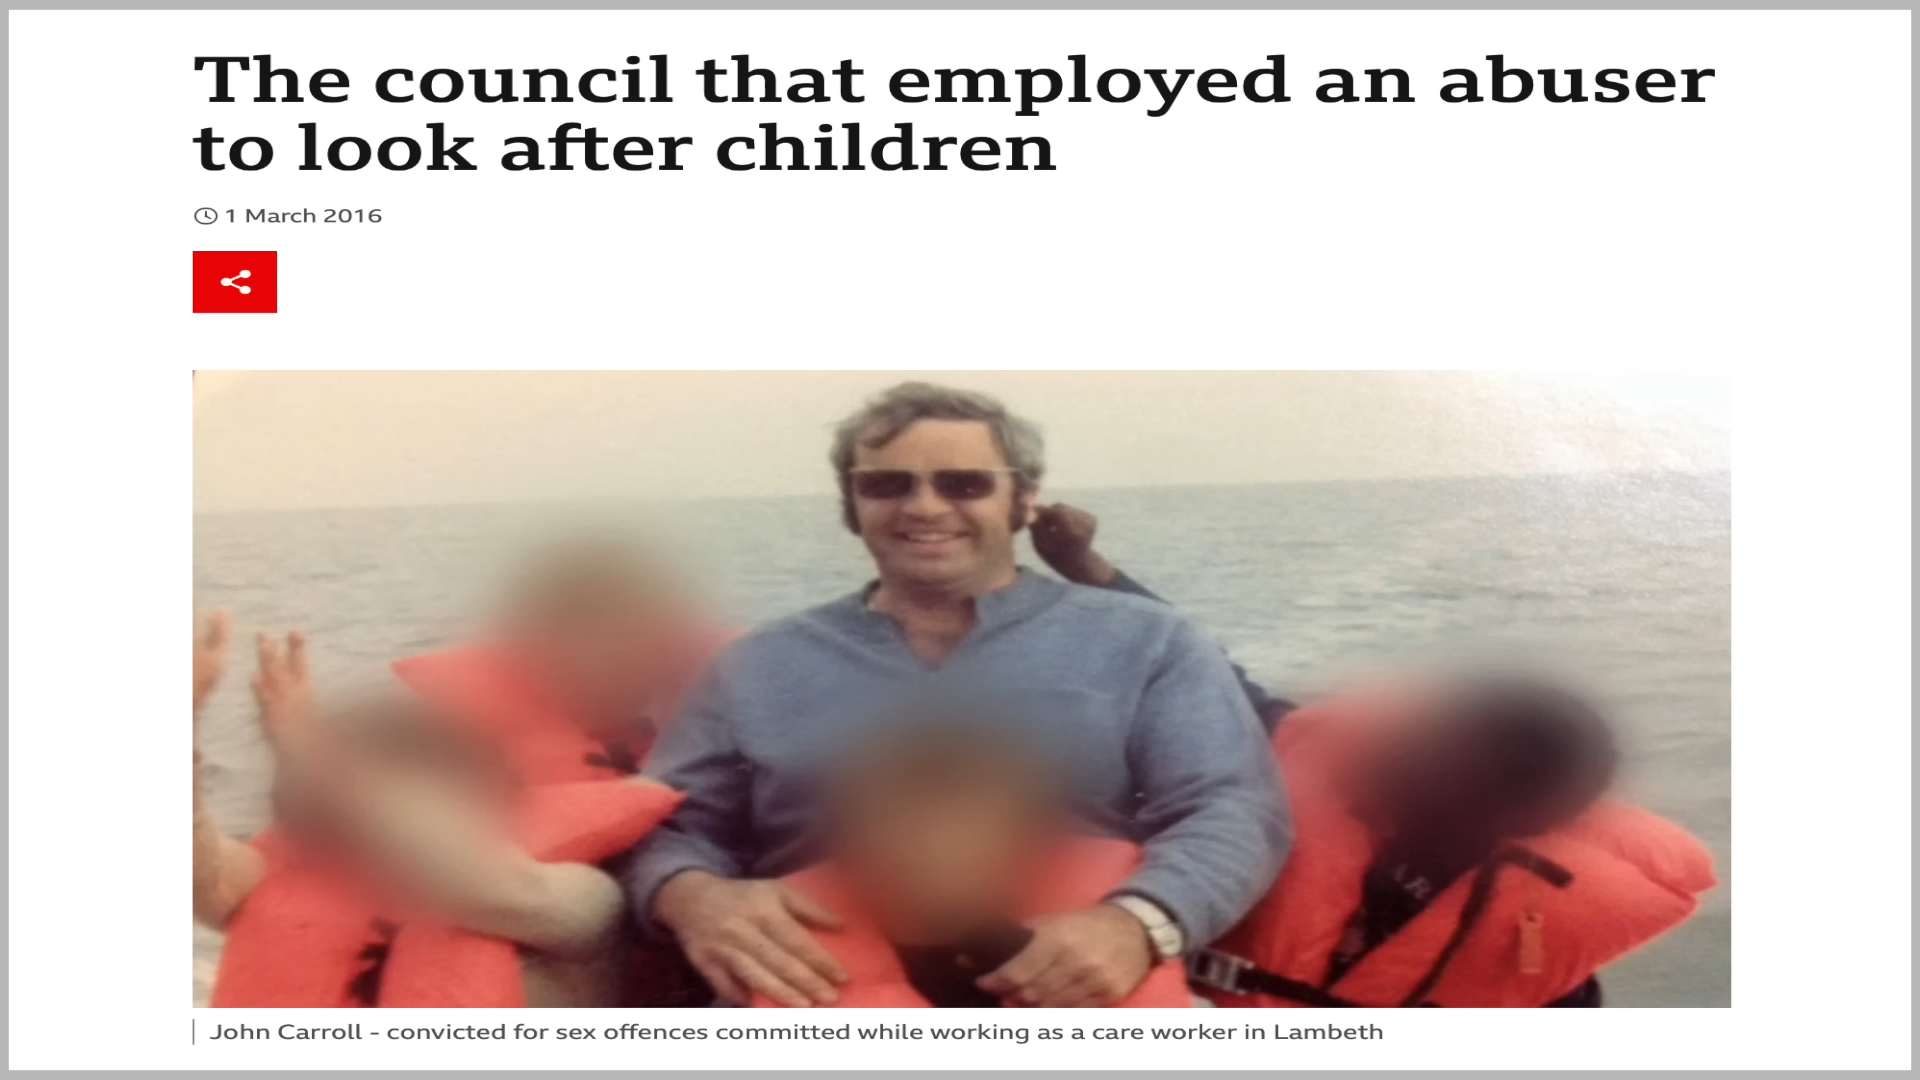 The council that employed an abuser
to look after children
1 March 2016
John Carroll - convicted for sex offences committed while working as a care worker in Lambeth